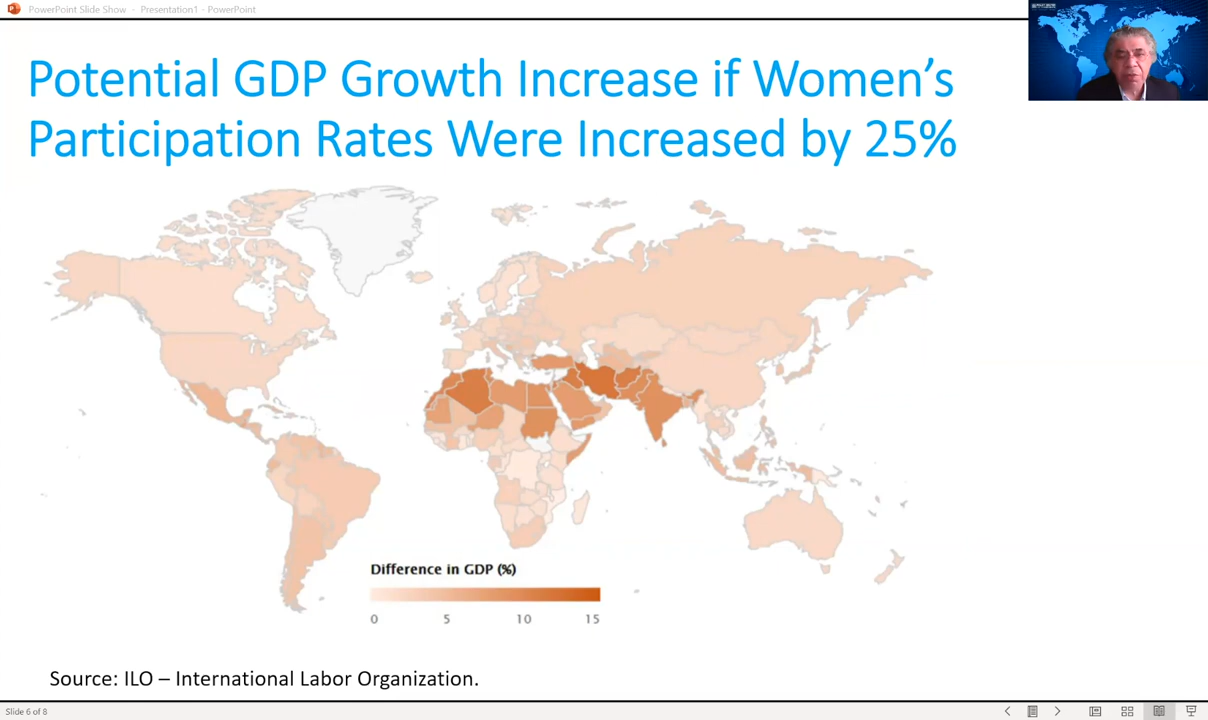 PowerPoint Slide Show - Presentation1 - PowerPoint
Potential GDP Growth Increase if Women’s
Participation Rates Were Increased by 25%
Difference in GDP (%)
0 5 10 15
Source: ILO – International Labor Organization.
Slide 6 of 8